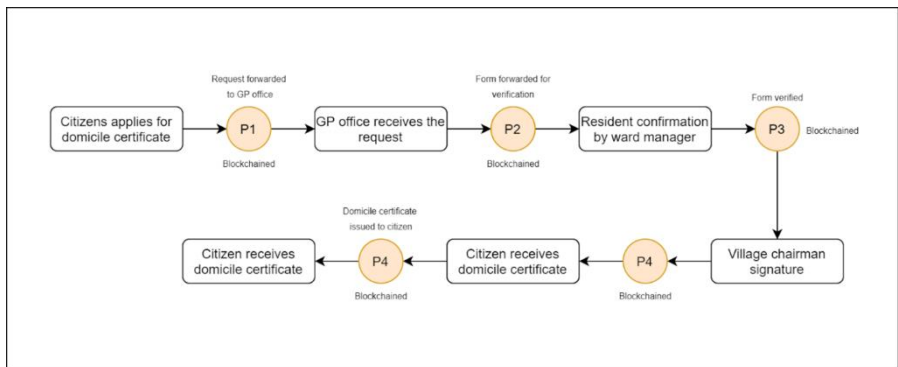 Request forwarded
to GP office
Form forwarded for
verification
Form verified
Citizens applies for
domicile certificate
P1
GP office receives the
request
P2
Resident confirmation
by ward manager
P3
Blockchained
Blockchained
Blockchained
Domicile certificate
issued to citizen
Citizen receives
domicile certificate
P4
Citizen receives
domicile certificate
P4
Village chairman
signature
Blockchained
Blockchained